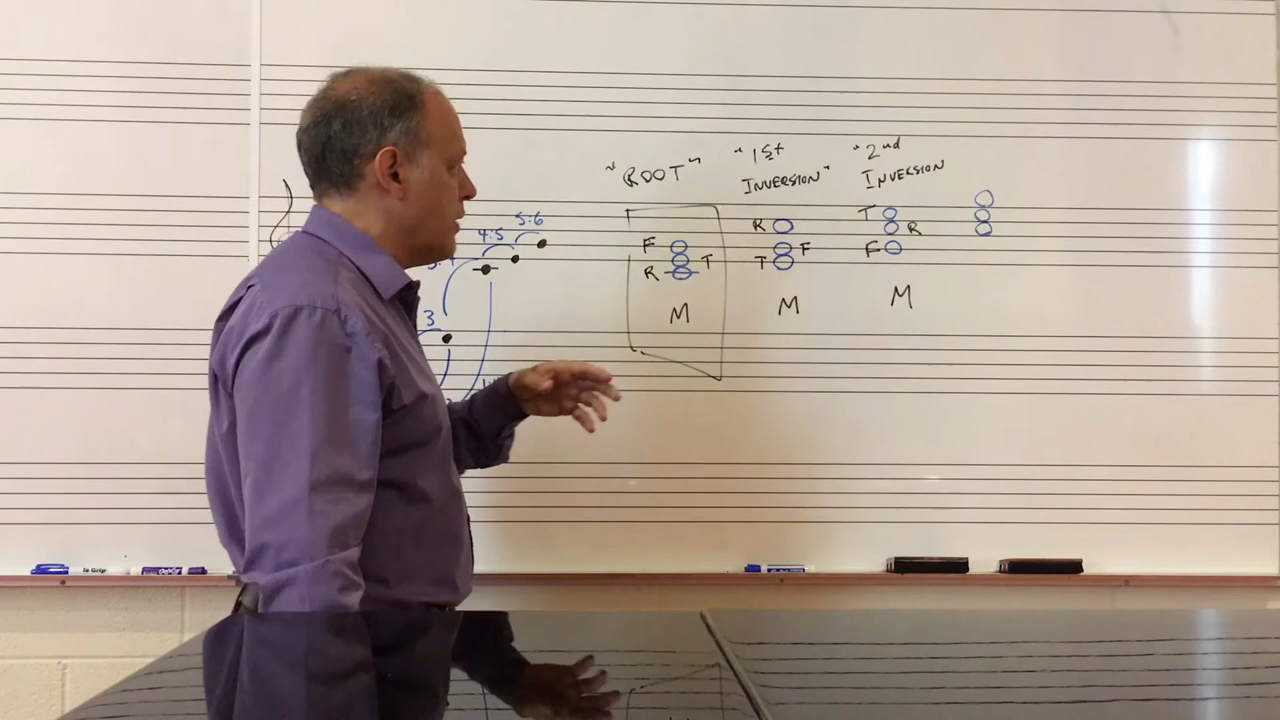 "ROOT"
"1st
INVERSION"
"2nd
INVERSION
5:6
4:5
3
F
R T
M
R
F
T
M
T
R
F
M